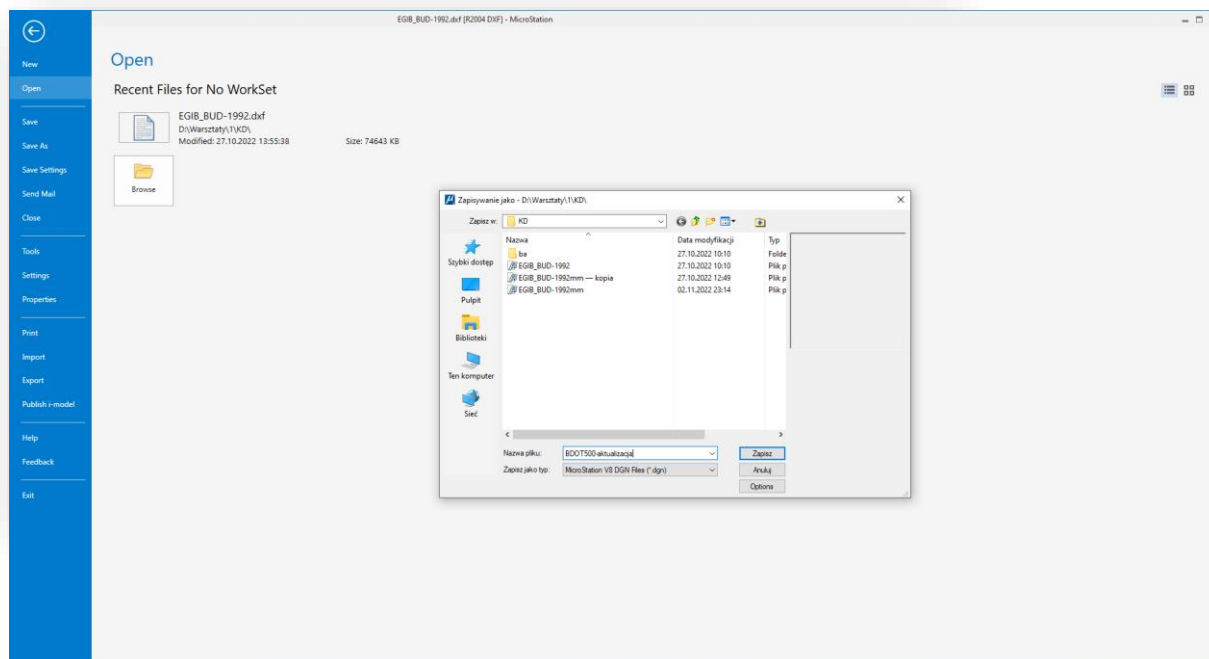 EGIB_BUD-1992.dxf [R2004 DXF] - MicroStation
New
Open
Save
Save As
Save Settings
Send Mail
Close
Tools
Settings
Properties
Print
Import
Export
Publish i-model
Help
Feedback
Exit
Open
Recent Files for No WorkSet
EGIB_BUD-1992.dxf
D:\Warsztaty\1\KD\
Modified: 27.10.2022 13:55:38 Size: 74643 KB
Browse
Zapisywanie jako - D:\Warsztaty\1\KD\
Zapisz w: KD
Szybki dostęp
Pulpit
Biblioteki
Ten komputer
Sieć
Nazwa Data modyfikacji Typ
ba 27.10.2022 10:10 Folde
EGIB_BUD-1992 27.10.2022 10:10 Plik p
EGIB_BUD-1992mm — kopia 27.10.2022 12:49 Plik p
EGIB_BUD-1992mm 02.11.2022 23:14 Plik p
Nazwa pliku: BDOT500-aktualizacja Zapisz
Zapisz jako typ: MicroStation V8 DGN Files (*.dgn) Anuluj
Options